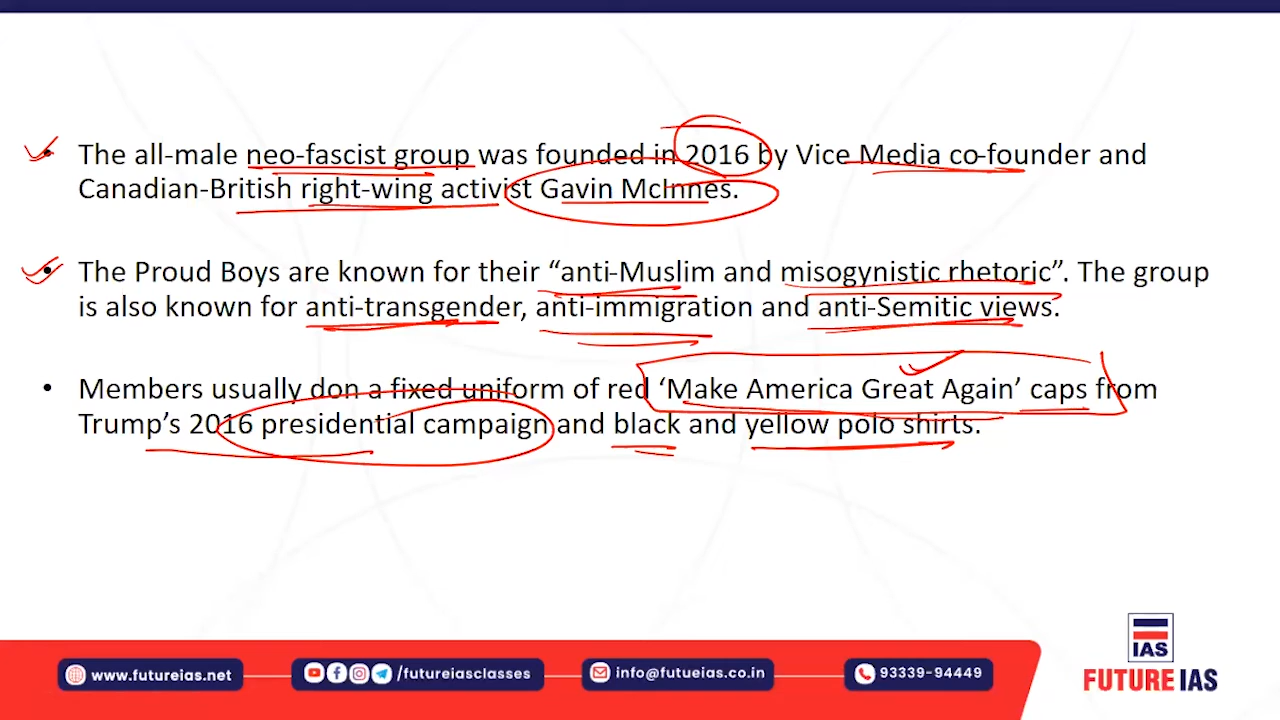 • The all-male neo-fascist group was founded in 2016 by Vice Media co-founder and
Canadian-British right-wing activist Gavin McInnes.
• The Proud Boys are known for their “anti-Muslim and misogynistic rhetoric”. The group
is also known for anti-transgender, anti-immigration and anti-Semitic views.
• Members usually don a fixed uniform of red ‘Make America Great Again’ caps from
Trump’s 2016 presidential campaign and black and yellow polo shirts.
IAS
FUTURE IAS
www.futureias.net
/futureiasclasses
info@futueias.co.in
93339-94449